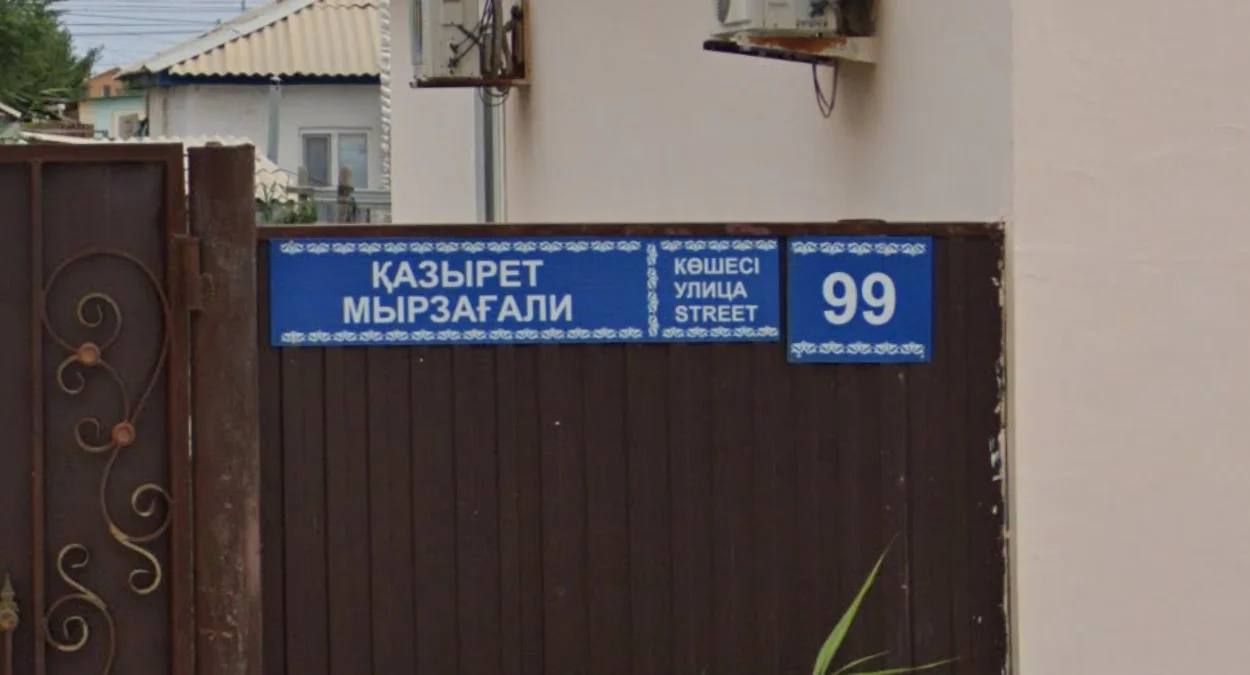 ҚАЗЫРЕТ
МЫРЗАҒАЛИ
КӨШЕСІ
УЛИЦА
STREET
99